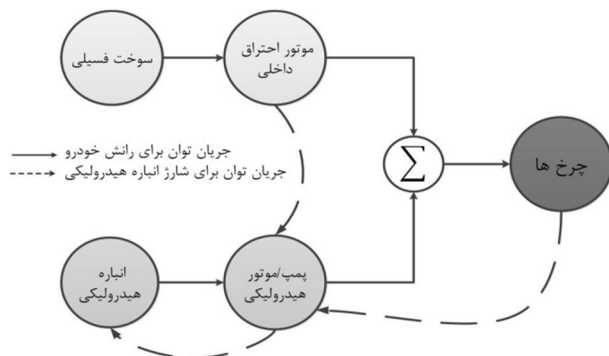 سوخت فسیلی
موتور احتراق
داخلی
جریان توان برای رانش خودرو
جریان توان برای شارژ انباره هیدرولیکی
∑
چرخ ها
انباره
هیدرولیکی
پمپ/موتور
هیدرولیکی